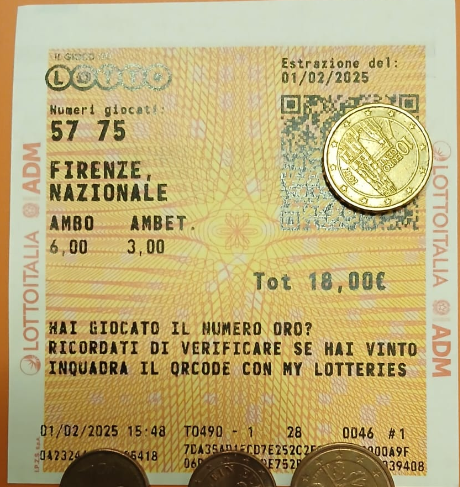 IL GIOCO DEL
LOTTO
Estrazione del:
01/02/2025
Numeri giocati:
57 75
FIRENZE,
NAZIONALE
AMBO AMBET.
6,00 3,00
Tot 18,00€
HAI GIOCATO IL NUMERO ORO?
RICORDATI DI VERIFICARE SE HAI VINTO
INQUADRA IL QRCODE CON MY LOTTERIES
01/02/2025 15:48 T0490 - 1 28 0046 #1
LOTTOITALIA ADM
LOTTOITALIA ADM